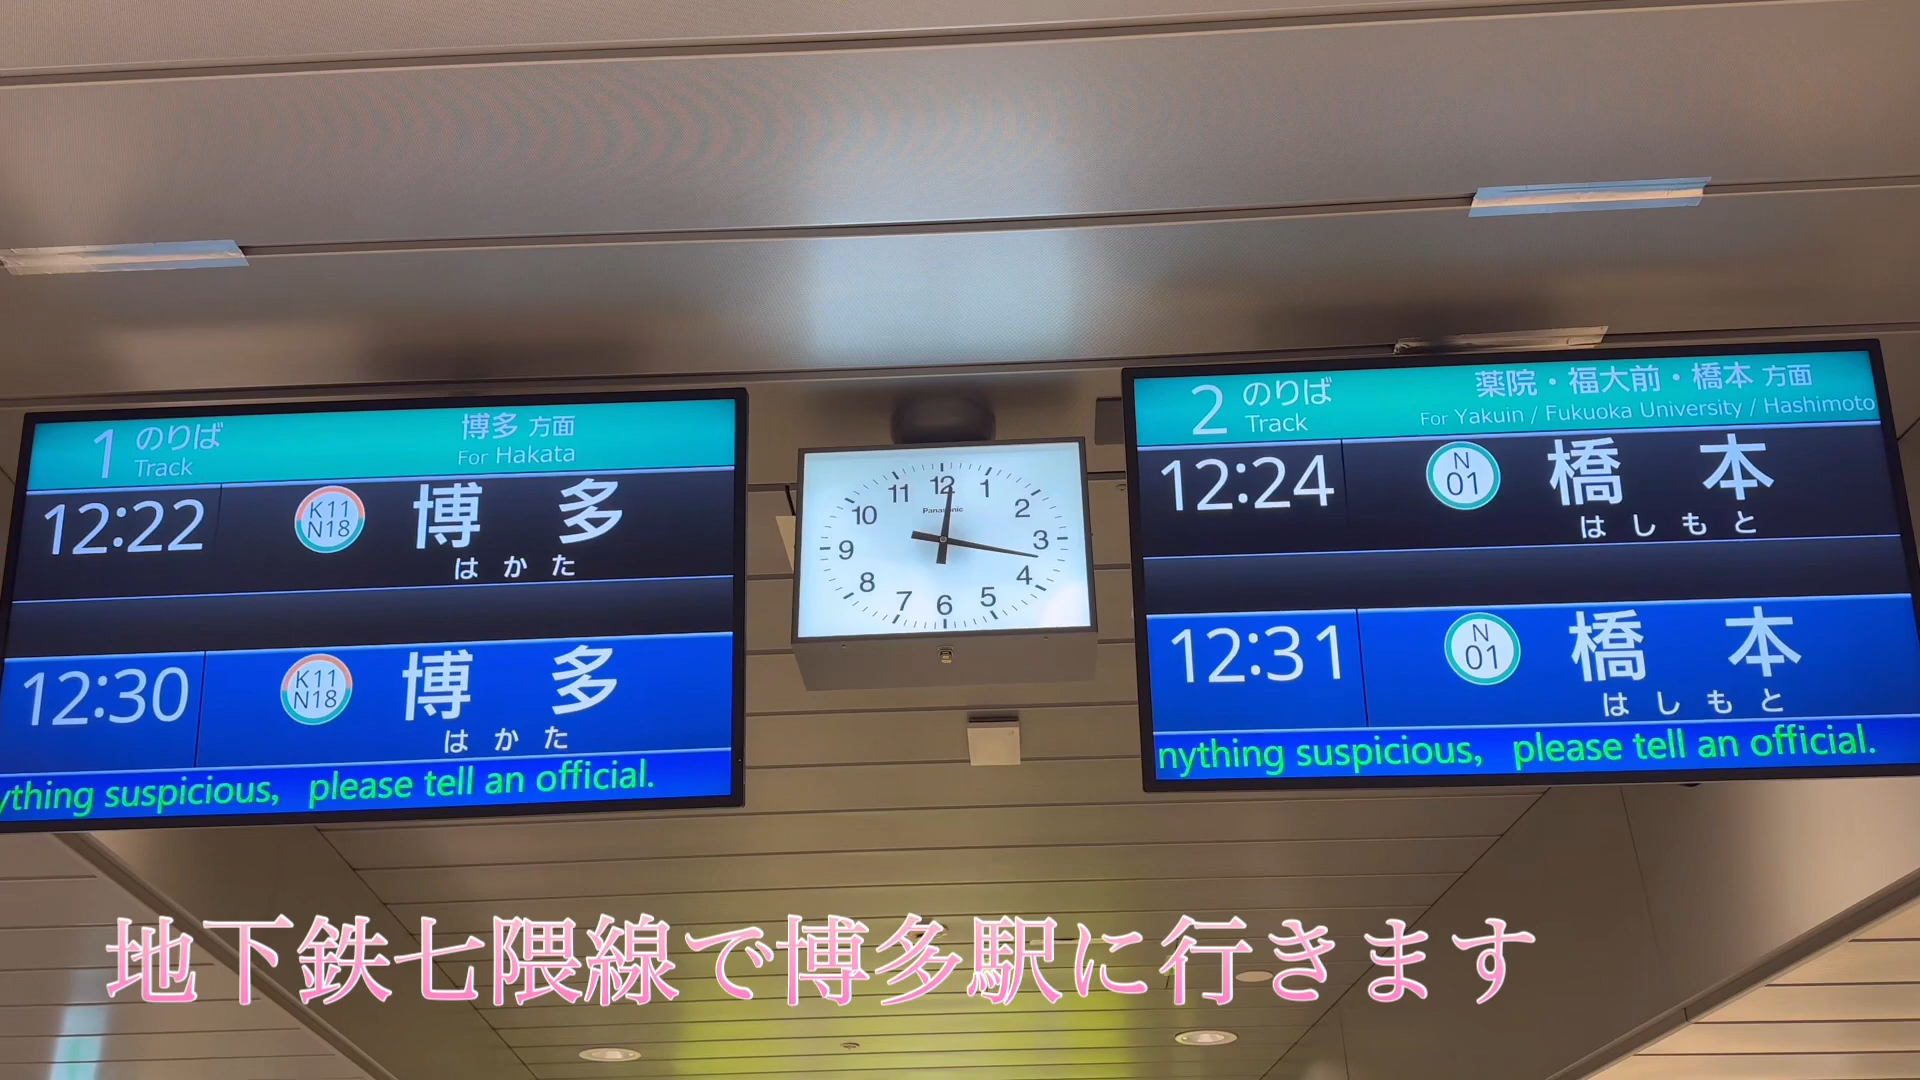 1 のりば
Track
博多 方面
For Hakata
12:22
K11
N18
博多
はかた
12:30
K11
N18
博多
はかた
ything suspicious, please tell an official.
11 12 1
10 2
9 3
8 4
7 6 5
Panasonic
2 のりば
Track
薬院・福大前・橋本 方面
For Yakuin / Fukuoka University / Hashimoto
12:24
N
01
橋本
はしもと
12:31
N
01
橋本
はしもと
nything suspicious, please tell an official.
地下鉄七隈線で博多駅に行きます